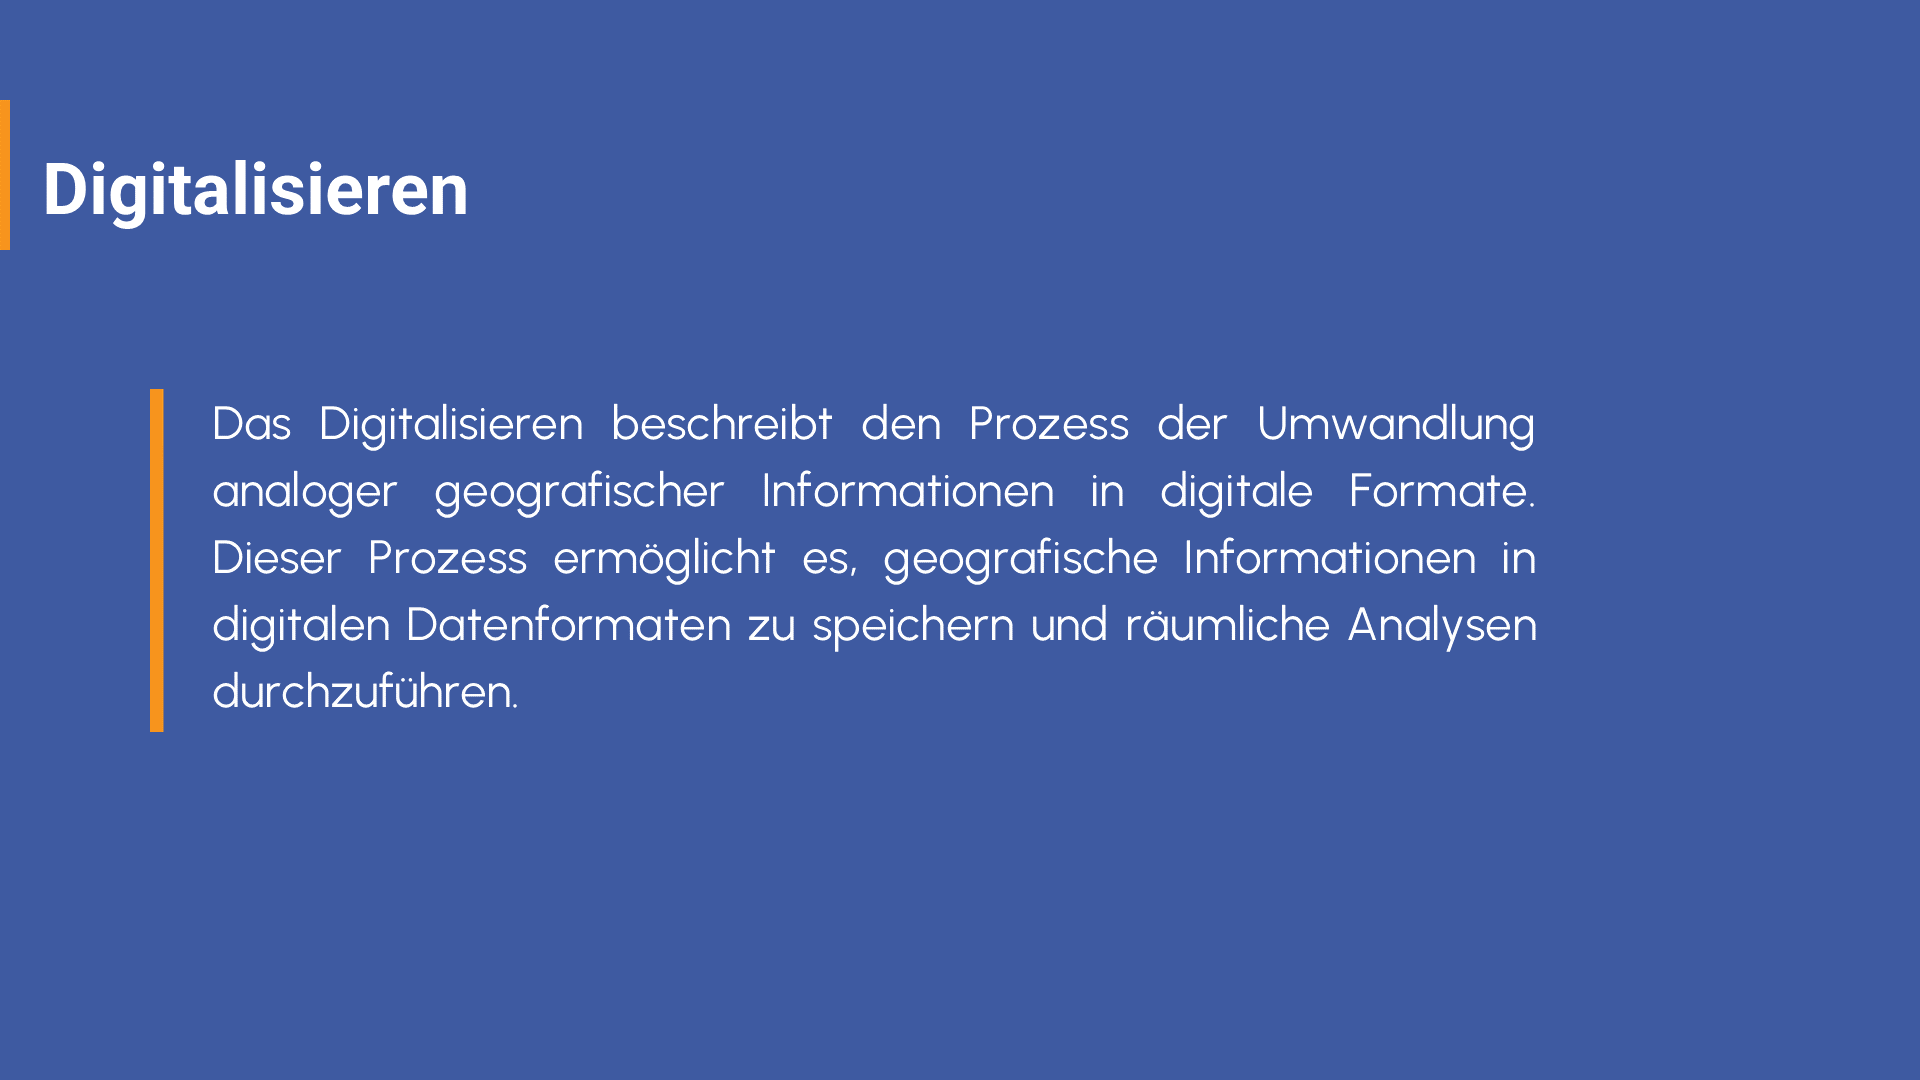 Digitalisieren
Das Digitalisieren beschreibt den Prozess der Umwandlung
analoger geografischer Informationen in digitale Formate.
Dieser Prozess ermöglicht es, geografische Informationen in
digitalen Datenformaten zu speichern und räumliche Analysen
durchzuführen.